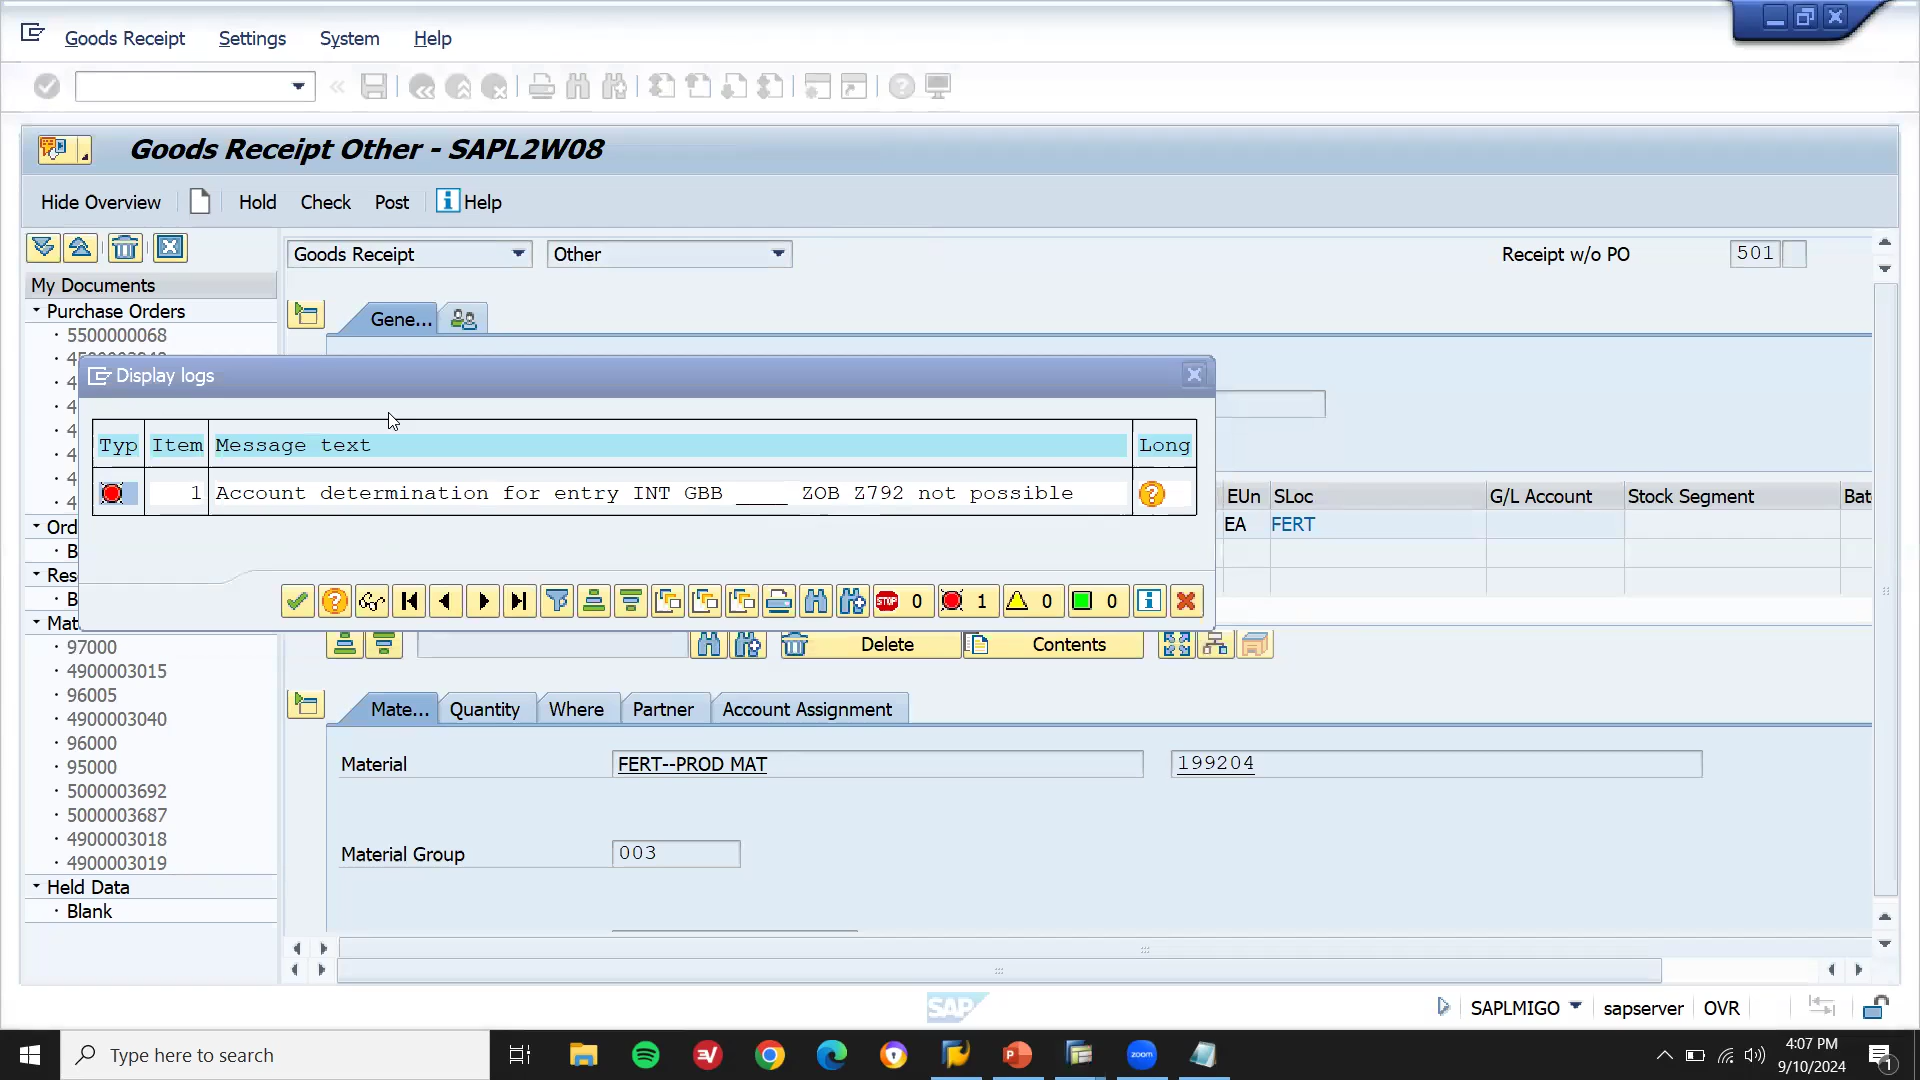 Goods Receipt Settings System Help
Goods Receipt Other - SAPL2W08
Hide Overview Hold Check Post Help
Goods Receipt Other Receipt w/o PO 501
My Documents
Purchase Orders
5500000068
Gene...
Display logs
Typ Item Message text Long
1 Account determination for entry INT GBB ____ ZOB Z792 not possible ?
EUn SLoc G/L Account Stock Segment Bat
EA FERT
STOP 0 1 0 0
Delete Contents
97000
4900003015
96005
4900003040
96000
95000
5000003692
5000003687
4900003018
4900003019
Held Data
Blank
Mate... Quantity Where Partner Account Assignment
Material FERT--PROD MAT 199204
Material Group 003
SAP
SAPLMIGO sapserver OVR
Type here to search
zoom
4:07 PM
9/10/2024
1